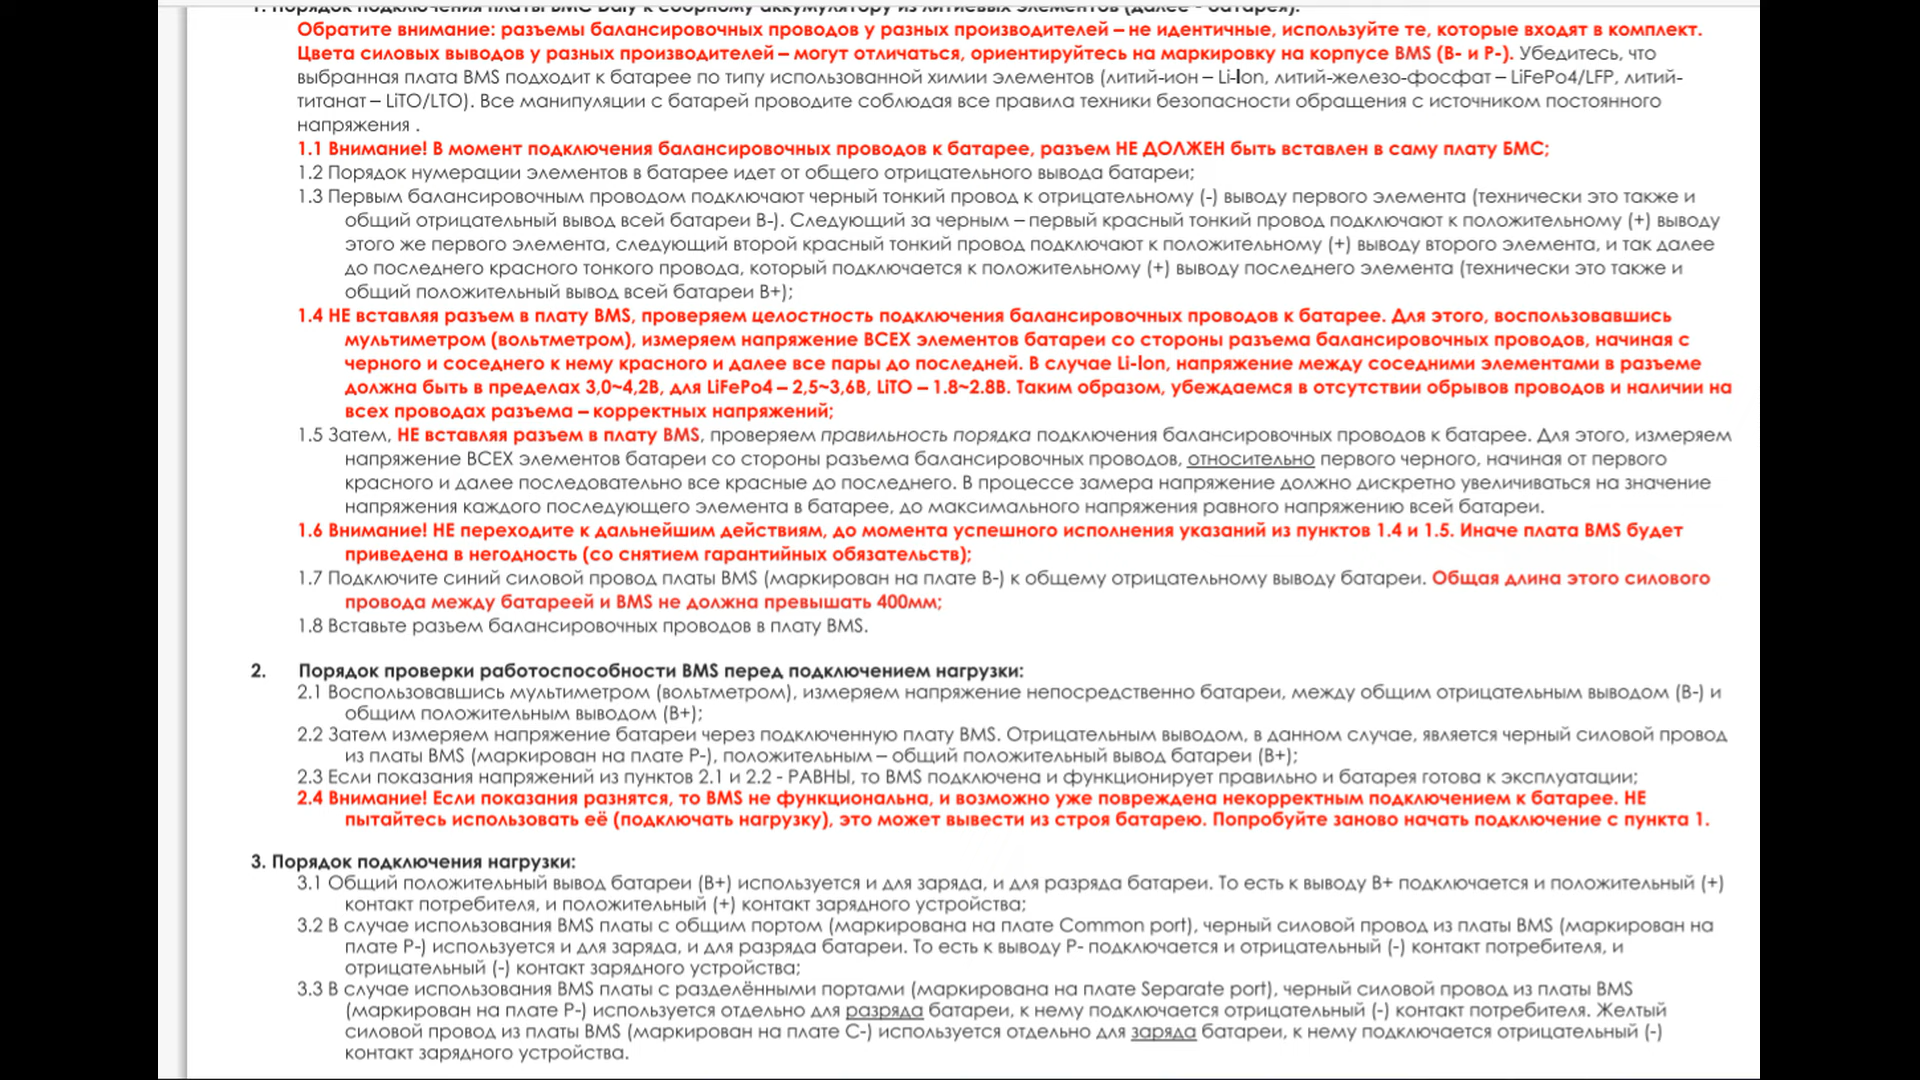 1. Порядок подключения платы БМС Daly к сборному аккумулятору из литиевых элементов (далее - батарея):
Обратите внимание: разъемы балансировочных проводов у разных производителей – не идентичные, используйте те, которые входят в комплект.
Цвета силовых выводов у разных производителей – могут отличаться, ориентируйтесь на маркировку на корпусе BMS (B- и P-). Убедитесь, что
выбранная плата BMS подходит к батарее по типу использованной химии элементов (литий-ион – Li-Ion, литий-железо-фосфат – LiFePo4/LFP, литий-
титанат – LiTO/LTO). Все манипуляции с батарей проводите соблюдая все правила техники безопасности обращения с источником постоянного
напряжения .
1.1 Внимание! В момент подключения балансировочных проводов к батарее, разъем НЕ ДОЛЖЕН быть вставлен в саму плату БМС;
1.2 Порядок нумерации элементов в батарее идет от общего отрицательного вывода батареи;
1.3 Первым балансировочным проводом подключают черный тонкий провод к отрицательному (-) выводу первого элемента (технически это также и
общий отрицательный вывод всей батареи B-). Следующий за черным – первый красный тонкий провод подключают к положительному (+) выводу
этого же первого элемента, следующий второй красный тонкий провод подключают к положительному (+) выводу второго элемента, и так далее
до последнего красного тонкого провода, который подключается к положительному (+) выводу последнего элемента (технически это также и
общий положительный вывод всей батареи B+);
1.4 НЕ вставляя разъем в плату BMS, проверяем целостность подключения балансировочных проводов к батарее. Для этого, воспользовавшись
мультиметром (вольтметром), измеряем напряжение ВСЕХ элементов батареи со стороны разъема балансировочных проводов, начиная с
черного и соседнего к нему красного и далее все пары до последней. В случае Li-Ion, напряжение между соседними элементами в разъеме
должна быть в пределах 3,0~4,2В, для LiFePo4 – 2,5~3,6В, LiTO – 1.8~2.8В. Таким образом, убеждаемся в отсутствии обрывов проводов и наличии на
всех проводах разъема – корректных напряжений;
1.5 Затем, НЕ вставляя разъем в плату BMS, проверяем правильность порядка подключения балансировочных проводов к батарее. Для этого, измеряем
напряжение ВСЕХ элементов батареи со стороны разъема балансировочных проводов, относительно первого черного, начиная от первого
красного и далее последовательно все красные до последнего. В процессе замера напряжение должно дискретно увеличиваться на значение
напряжения каждого последующего элемента в батарее, до максимального напряжения равного напряжению всей батареи.
1.6 Внимание! НЕ переходите к дальнейшим действиям, до момента успешного исполнения указаний из пунктов 1.4 и 1.5. Иначе плата BMS будет
приведена в негодность (со снятием гарантийных обязательств);
1.7 Подключите синий силовой провод платы BMS (маркирован на плате B-) к общему отрицательному выводу батареи. Общая длина этого силового
провода между батареей и BMS не должна превышать 400мм;
1.8 Вставьте разъем балансировочных проводов в плату BMS.
2. Порядок проверки работоспособности BMS перед подключением нагрузки:
2.1 Воспользовавшись мультиметром (вольтметром), измеряем напряжение непосредственно батареи, между общим отрицательным выводом (B-) и
общим положительным выводом (B+);
2.2 Затем измеряем напряжение батареи через подключенную плату BMS. Отрицательным выводом, в данном случае, является черный силовой провод
из платы BMS (маркирован на плате P-), положительным – общий положительный вывод батареи (B+);
2.3 Если показания напряжений из пунктов 2.1 и 2.2 - РАВНЫ, то BMS подключена и функционирует правильно и батарея готова к эксплуатации;
2.4 Внимание! Если показания разнятся, то BMS не функциональна, и возможно уже повреждена некорректным подключением к батарее. НЕ
пытайтесь использовать её (подключать нагрузку), это может вывести из строя батарею. Попробуйте заново начать подключение с пункта 1.
3. Порядок подключения нагрузки:
3.1 Общий положительный вывод батареи (B+) используется и для заряда, и для разряда батареи. То есть к выводу B+ подключается и положительный (+)
контакт потребителя, и положительный (+) контакт зарядного устройства;
3.2 В случае использования BMS платы с общим портом (маркирована на плате Common port), черный силовой провод из платы BMS (маркирован на
плате P-) используется и для заряда, и для разряда батареи. То есть к выводу P- подключается и отрицательный (-) контакт потребителя, и
отрицательный (-) контакт зарядного устройства;
3.3 В случае использования BMS платы с разделёнными портами (маркирована на плате Separate port), черный силовой провод из платы BMS
(маркирован на плате P-) используется отдельно для разряда батареи, к нему подключается отрицательный (-) контакт потребителя. Желтый
силовой провод из платы BMS (маркирован на плате C-) используется отдельно для заряда батареи, к нему подключается отрицательный (-)
контакт зарядного устройства.